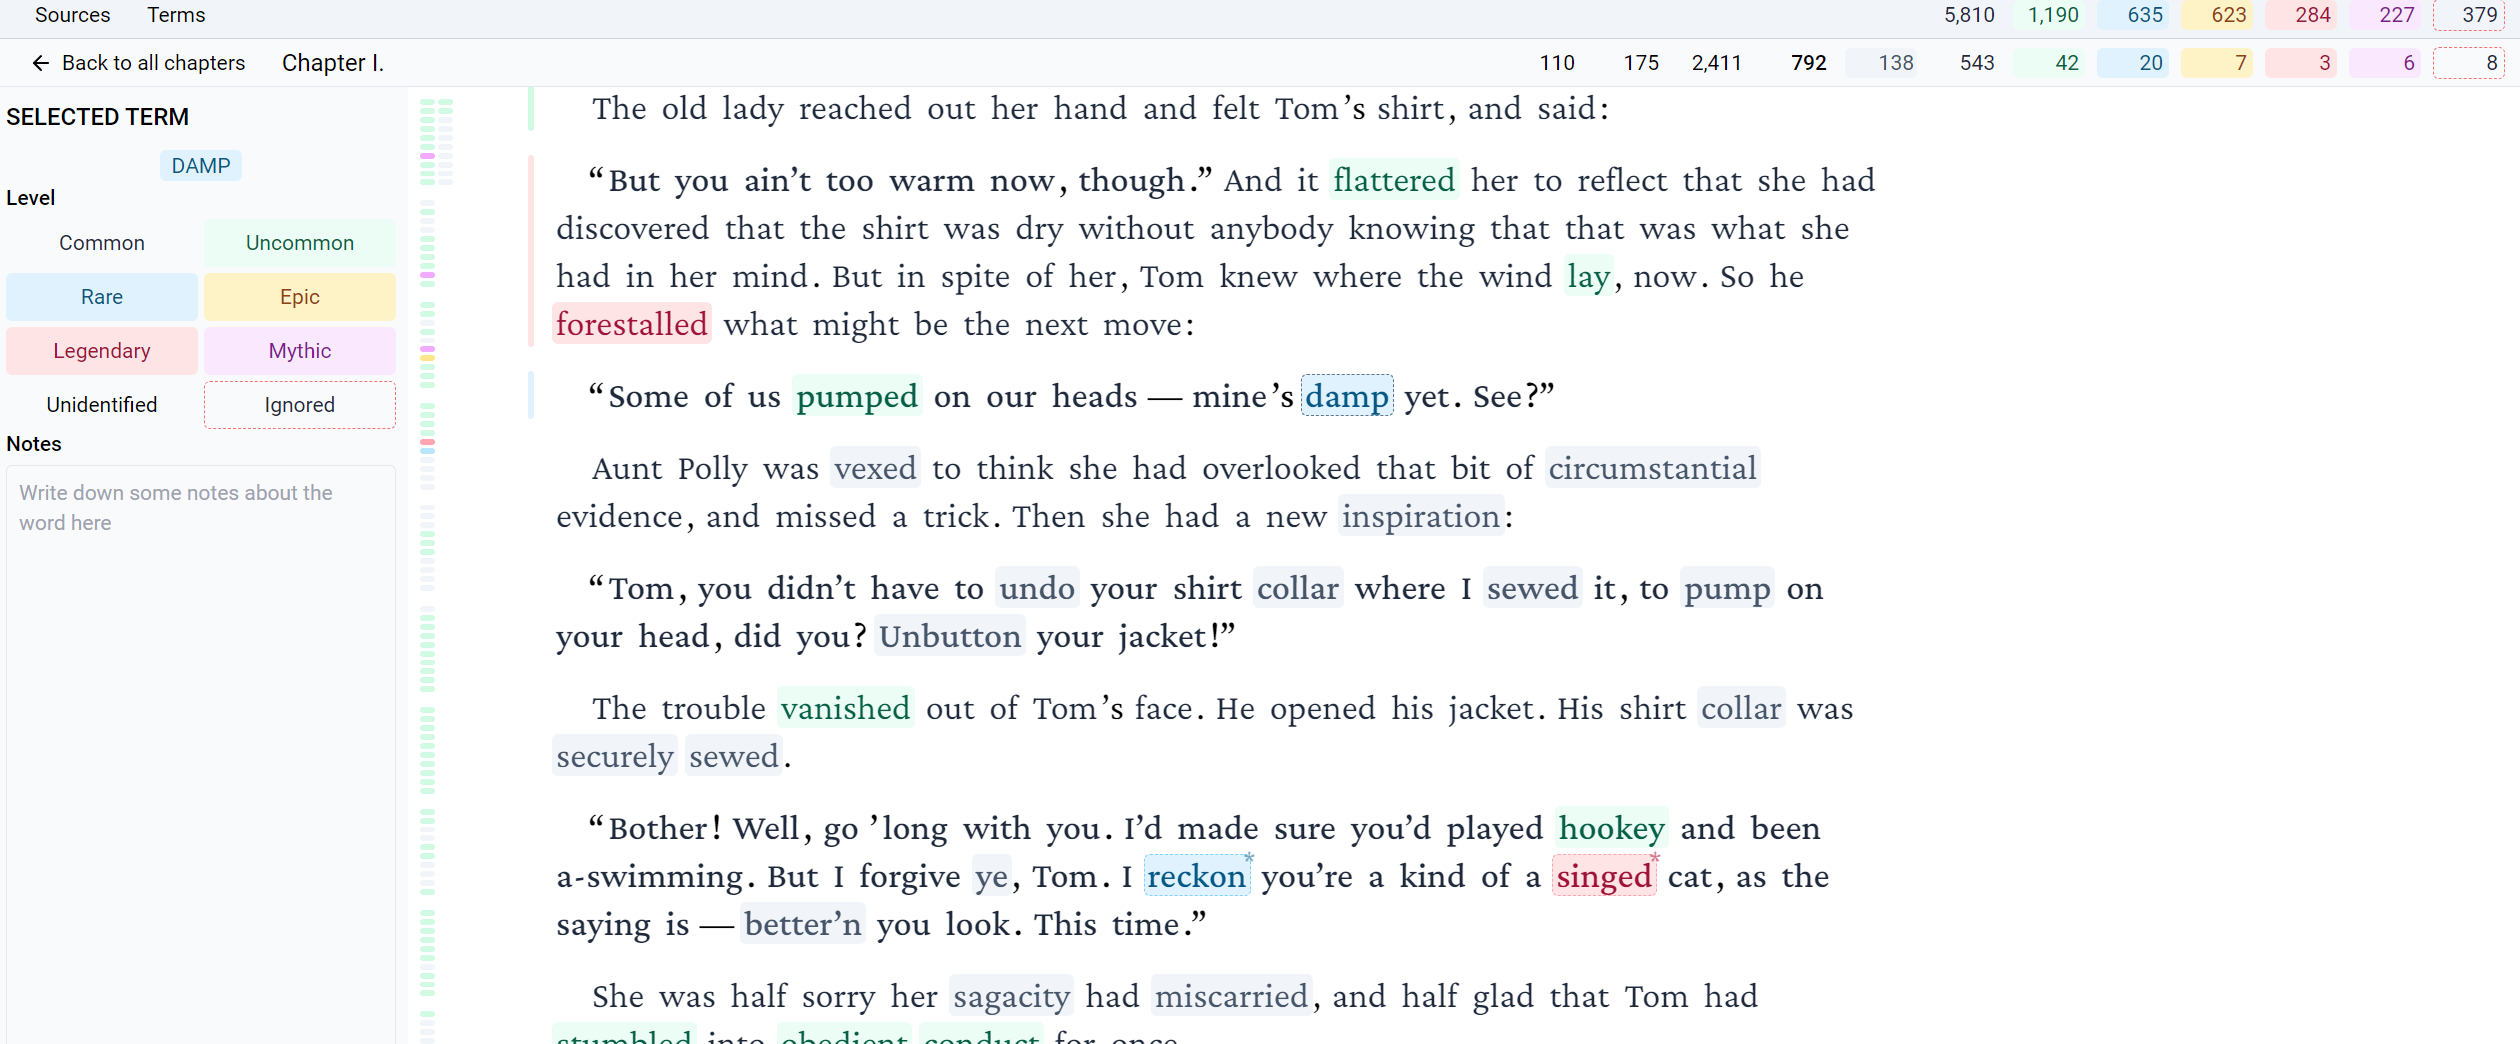 Sources Terms 5,810 1,190 635 623 284 227 379
← Back to all chapters Chapter I. 110 175 2,411 792 138 543 42 20 7 3 6 8
SELECTED TERM
DAMP
Level
Common Uncommon
Rare Epic
Legendary Mythic
Unidentified Ignored
Notes
Write down some notes about the
word here
The old lady reached out her hand and felt Tom’s shirt, and said:
“But you ain’t too warm now, though.” And it flattered her to reflect that she had
discovered that the shirt was dry without anybody knowing that that was what she
had in her mind. But in spite of her, Tom knew where the wind lay, now. So he
forestalled what might be the next move:
“Some of us pumped on our heads — mine’s damp yet. See?”
Aunt Polly was vexed to think she had overlooked that bit of circumstantial
evidence, and missed a trick. Then she had a new inspiration:
“Tom, you didn’t have to undo your shirt collar where I sewed it, to pump on
your head, did you? Unbutton your jacket!”
The trouble vanished out of Tom’s face. He opened his jacket. His shirt collar was
securely sewed.
“Bother! Well, go ’long with you. I’d made sure you’d played hookey and been
a-swimming. But I forgive ye, Tom. I reckon* you’re a kind of a singed* cat, as the
saying is — better’n you look. This time.”
She was half sorry her sagacity had miscarried, and half glad that Tom had
stumbled into obedient conduct for once.